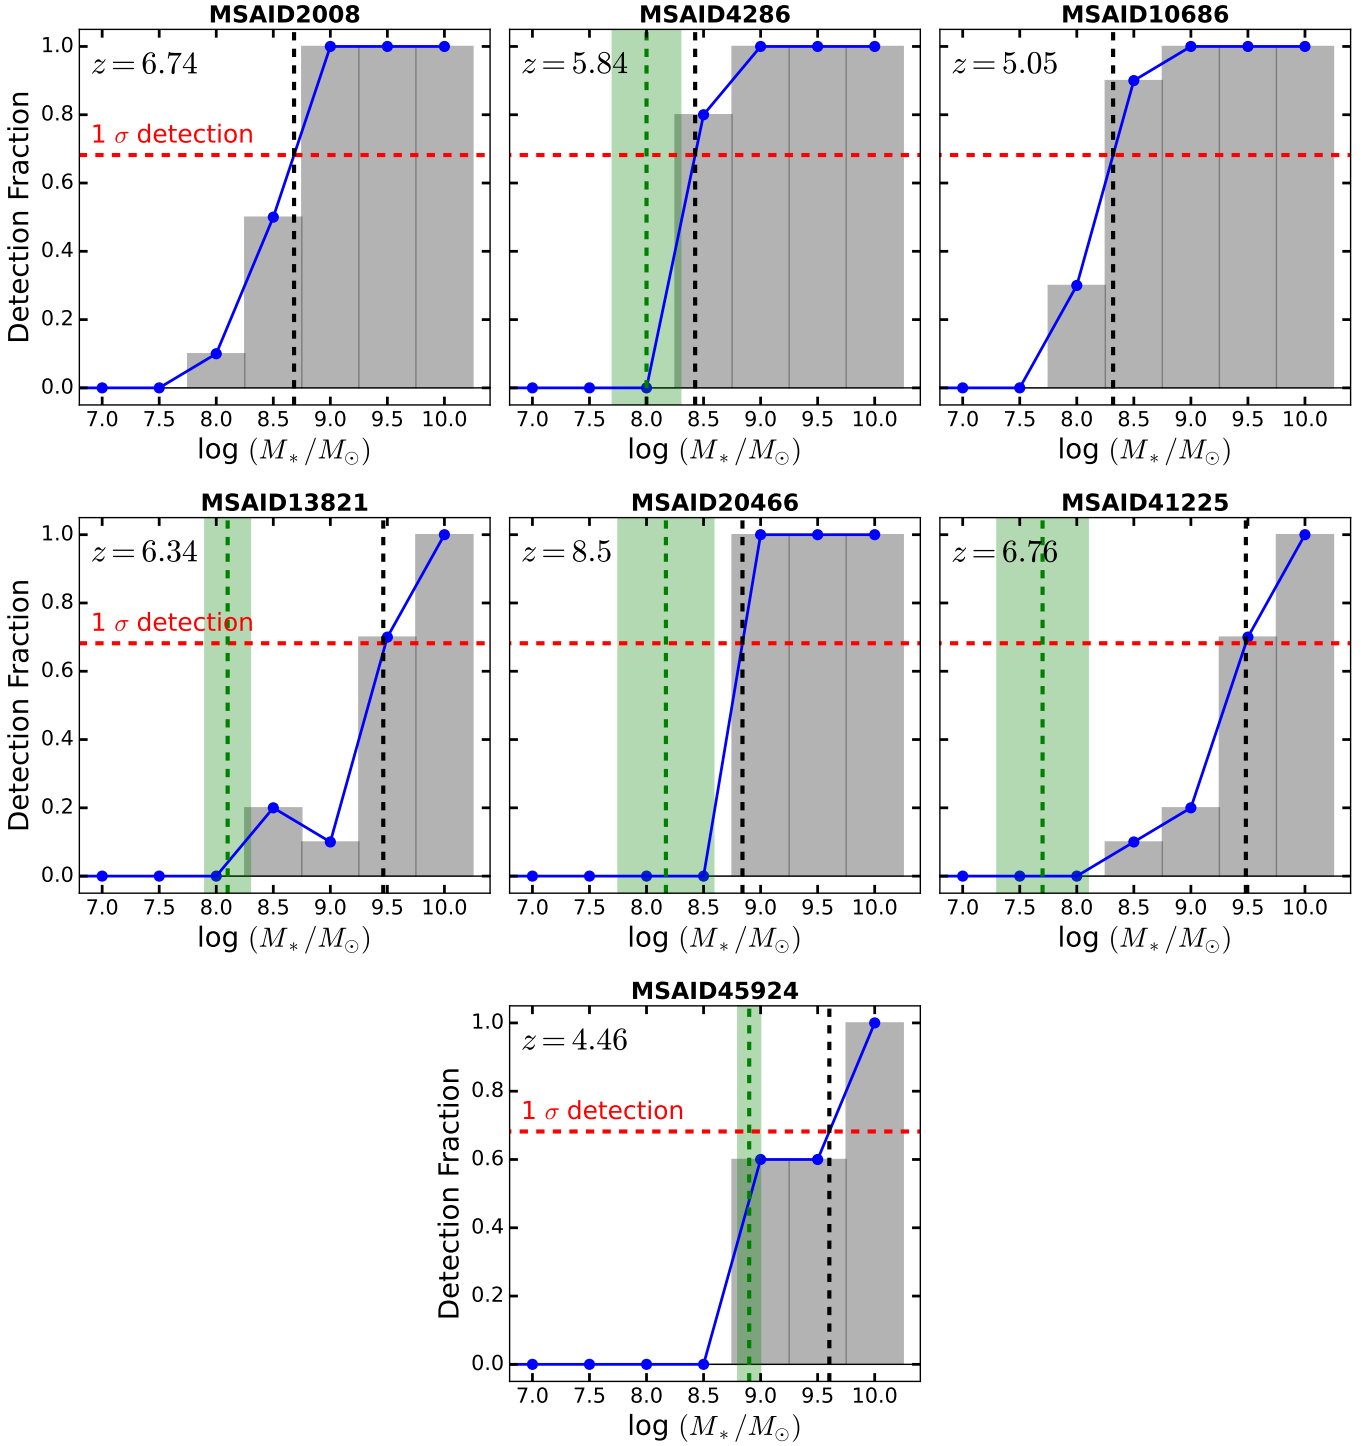 MSAID2008
MSAID4286
MSAID10686
Detection Fraction
1.0
0.8
0.6
0.4
0.2
0.0
z = 6.74
1 σ detection
z = 5.84
z = 5.05
7.0 7.5 8.0 8.5 9.0 9.5 10.0
7.0 7.5 8.0 8.5 9.0 9.5 10.0
7.0 7.5 8.0 8.5 9.0 9.5 10.0
log (M*/M☉)
log (M*/M☉)
log (M*/M☉)
MSAID13821
MSAID20466
MSAID41225
Detection Fraction
1.0
0.8
0.6
0.4
0.2
0.0
z = 6.34
1 σ detection
z = 8.5
z = 6.76
7.0 7.5 8.0 8.5 9.0 9.5 10.0
7.0 7.5 8.0 8.5 9.0 9.5 10.0
7.0 7.5 8.0 8.5 9.0 9.5 10.0
log (M*/M☉)
log (M*/M☉)
log (M*/M☉)
MSAID45924
Detection Fraction
1.0
0.8
0.6
0.4
0.2
0.0
z = 4.46
1 σ detection
7.0 7.5 8.0 8.5 9.0 9.5 10.0
log (M*/M☉)